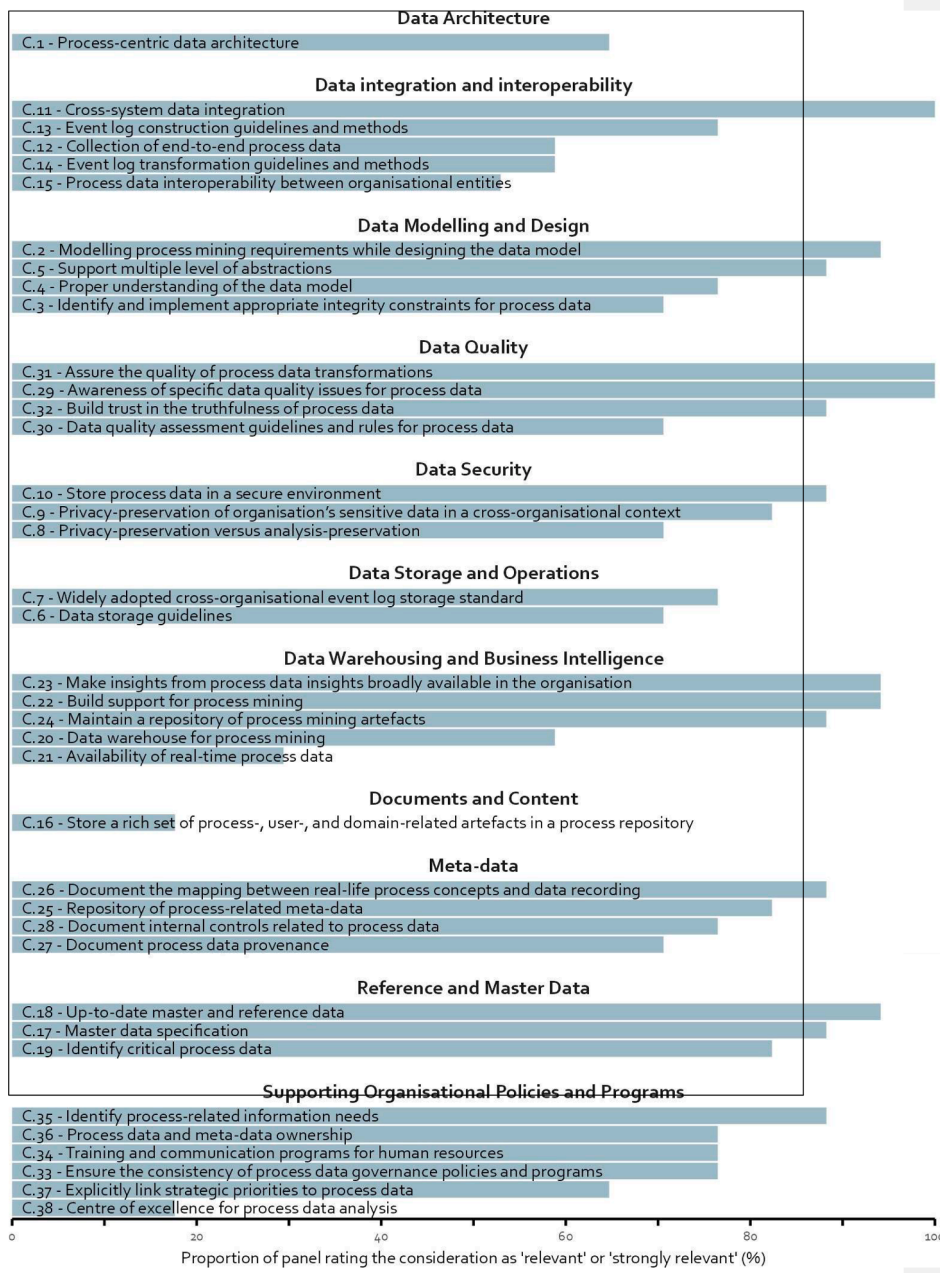 Data Architecture
C.1 - Process-centric data architecture
Data integration and interoperability
C.11 - Cross-system data integration
C.13 - Event log construction guidelines and methods
C.12 - Collection of end-to-end process data
C.14 - Event log transformation guidelines and methods
C.15 - Process data interoperability between organisational entities
Data Modelling and Design
C.2 - Modelling process mining requirements while designing the data model
C.5 - Support multiple level of abstractions
C.4 - Proper understanding of the data model
C.3 - Identify and implement appropriate integrity constraints for process data
Data Quality
C.31 - Assure the quality of process data transformations
C.29 - Awareness of specific data quality issues for process data
C.32 - Build trust in the truthfulness of process data
C.30 - Data quality assessment guidelines and rules for process data
Data Security
C.10 - Store process data in a secure environment
C.9 - Privacy-preservation of organisation's sensitive data in a cross-organisational context
C.8 - Privacy-preservation versus analysis-preservation
Data Storage and Operations
C.7 - Widely adopted cross-organisational event log storage standard
C.6 - Data storage guidelines
Data Warehousing and Business Intelligence
C.23 - Make insights from process data insights broadly available in the organisation
C.22 - Build support for process mining
C.24 - Maintain a repository of process mining artefacts
C.20 - Data warehouse for process mining
C.21 - Availability of real-time process data
Documents and Content
C.16 - Store a rich set of process-, user-, and domain-related artefacts in a process repository
Meta-data
C.26 - Document the mapping between real-life process concepts and data recording
C.25 - Repository of process-related meta-data
C.28 - Document internal controls related to process data
C.27 - Document process data provenance
Reference and Master Data
C.18 - Up-to-date master and reference data
C.17 - Master data specification
C.19 - Identify critical process data
Supporting Organisational Policies and Programs
C.35 - Identify process-related information needs
C.36 - Process data and meta-data ownership
C.34 - Training and communication programs for human resources
C.33 - Ensure the consistency of process data governance policies and programs
C.37 - Explicitly link strategic priorities to process data
C.38 - Centre of excellence for process data analysis
0 20 40 60 80 100
Proportion of panel rating the consideration as 'relevant' or 'strongly relevant' (%)